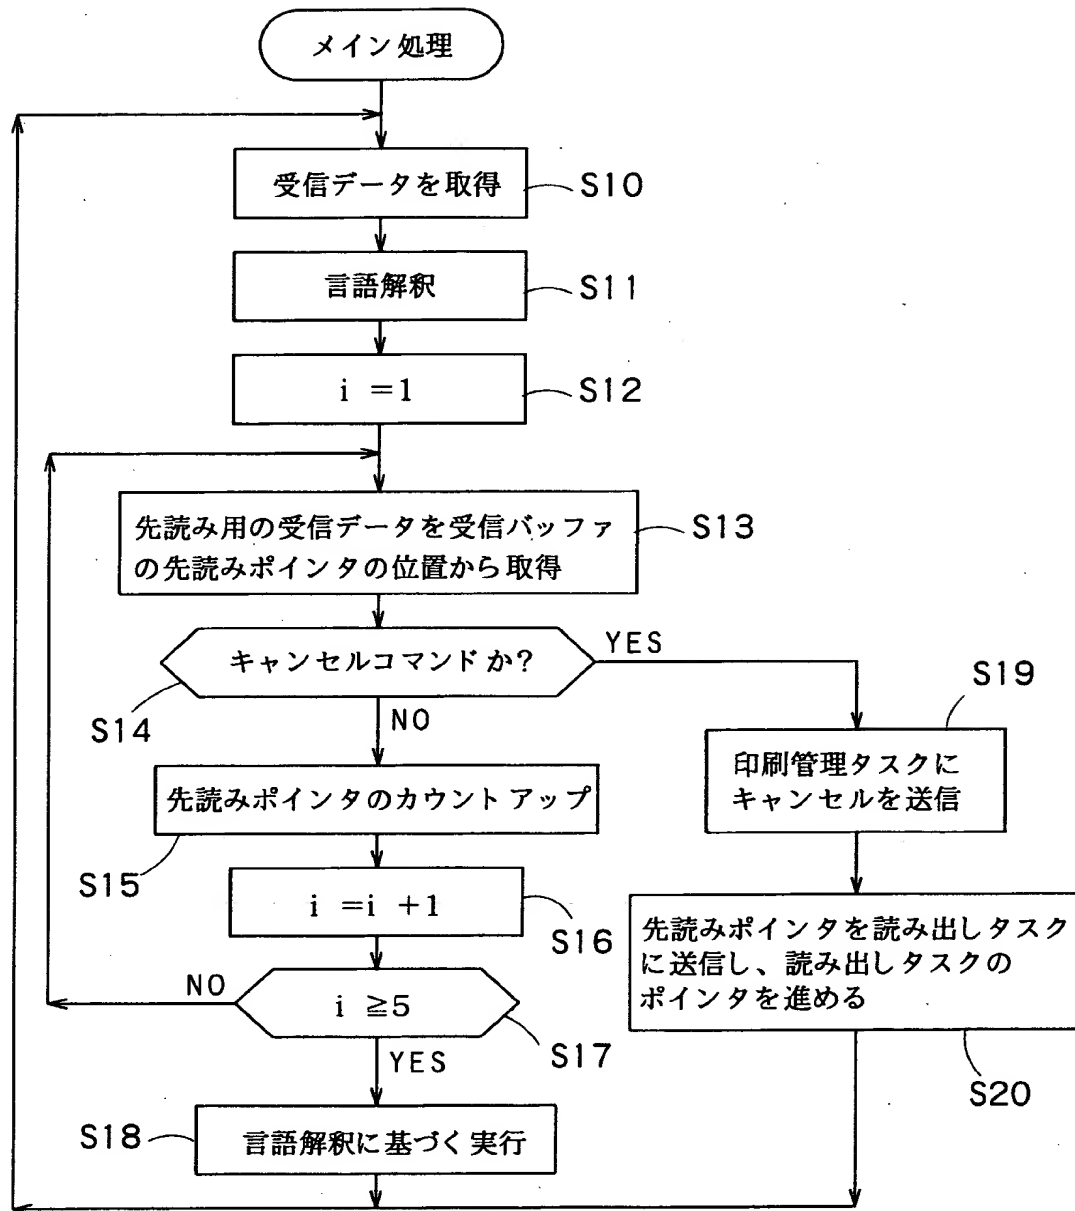 メイン処理
受信データを取得
S10
言語解釈
S11
i =1
S12
先読み用の受信データを受信バッファ
の先読みポインタの位置から取得
S13
キャンセルコマンドか?
YES
S14
NO
S19
印刷管理タスクに
キャンセルを送信
先読みポインタのカウントアップ
S15
i =i +1
S16
先読みポインタを読み出しタスク
に送信し、読み出しタスクの
ポインタを進める
S20
NO
i ≧5
S17
YES
S18
言語解釈に基づく実行